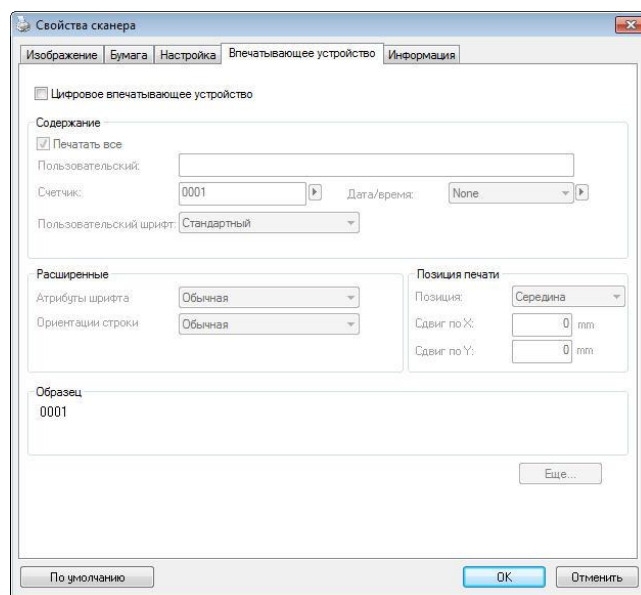 Свойства сканера
Изображение Бумага Настройка Впечатывающее устройство Информация
Цифровое впечатывающее устройство
Содержание
Печатать все
Пользовательский:
Счетчик: 0001 Дата/время: None
Пользовательский шрифт: Стандартный
Расширенные
Атрибуты шрифта Обычная
Ориентации строки Обычная
Позиция печати
Позиция: Середина
Сдвиг по X: 0 mm
Сдвиг по Y: 0 mm
Образец
0001
Еще...
По умолчанию OK Отменить